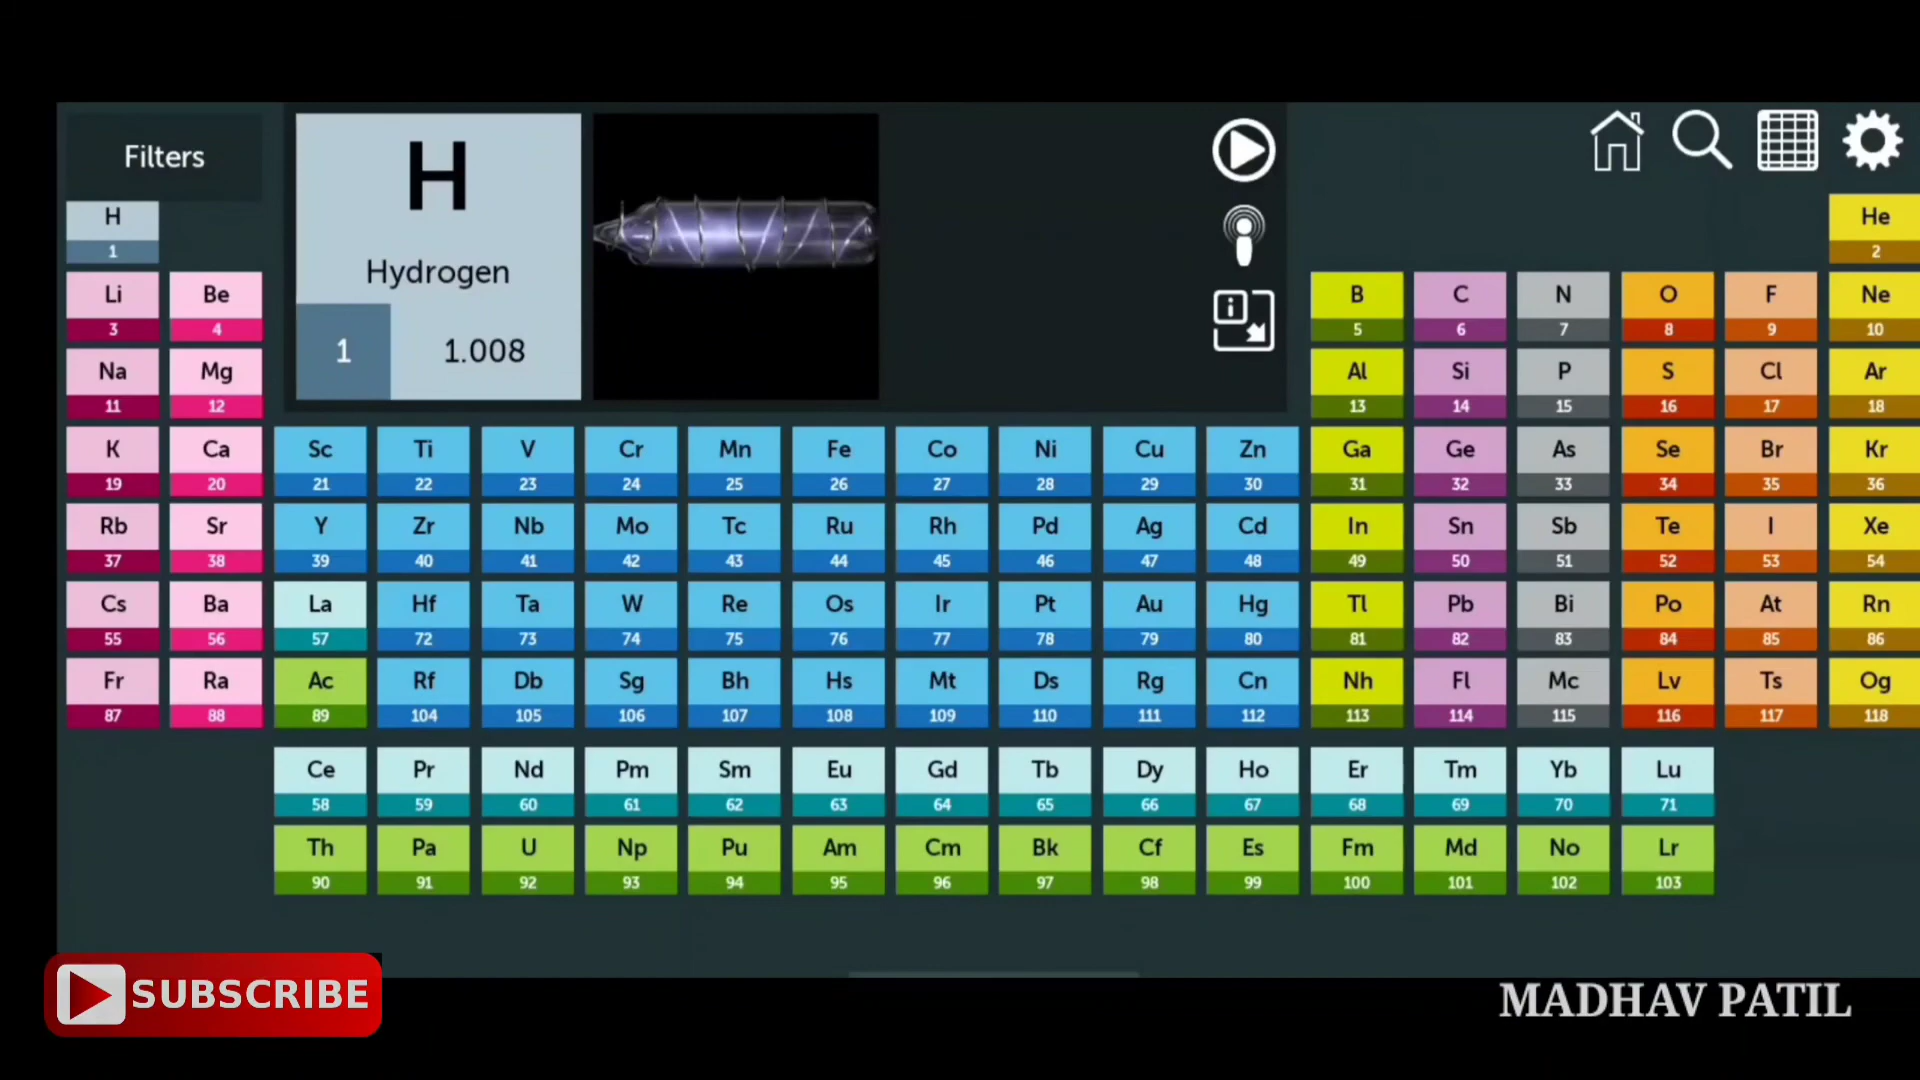 Filters
H
Hydrogen
1 1.008
H He
1 2
Li Be B C N O F Ne
3 4 5 6 7 8 9 10
Na Mg Al Si P S Cl Ar
11 12 13 14 15 16 17 18
K Ca Sc Ti V Cr Mn Fe Co Ni Cu Zn Ga Ge As Se Br Kr
19 20 21 22 23 24 25 26 27 28 29 30 31 32 33 34 35 36
Rb Sr Y Zr Nb Mo Tc Ru Rh Pd Ag Cd In Sn Sb Te I Xe
37 38 39 40 41 42 43 44 45 46 47 48 49 50 51 52 53 54
Cs Ba La Hf Ta W Re Os Ir Pt Au Hg Tl Pb Bi Po At Rn
55 56 57 72 73 74 75 76 77 78 79 80 81 82 83 84 85 86
Fr Ra Ac Rf Db Sg Bh Hs Mt Ds Rg Cn Nh Fl Mc Lv Ts Og
87 88 89 104 105 106 107 108 109 110 111 112 113 114 115 116 117 118
Ce Pr Nd Pm Sm Eu Gd Tb Dy Ho Er Tm Yb Lu
58 59 60 61 62 63 64 65 66 67 68 69 70 71
Th Pa U Np Pu Am Cm Bk Cf Es Fm Md No Lr
90 91 92 93 94 95 96 97 98 99 100 101 102 103
SUBSCRIBE
MADHAV PATIL